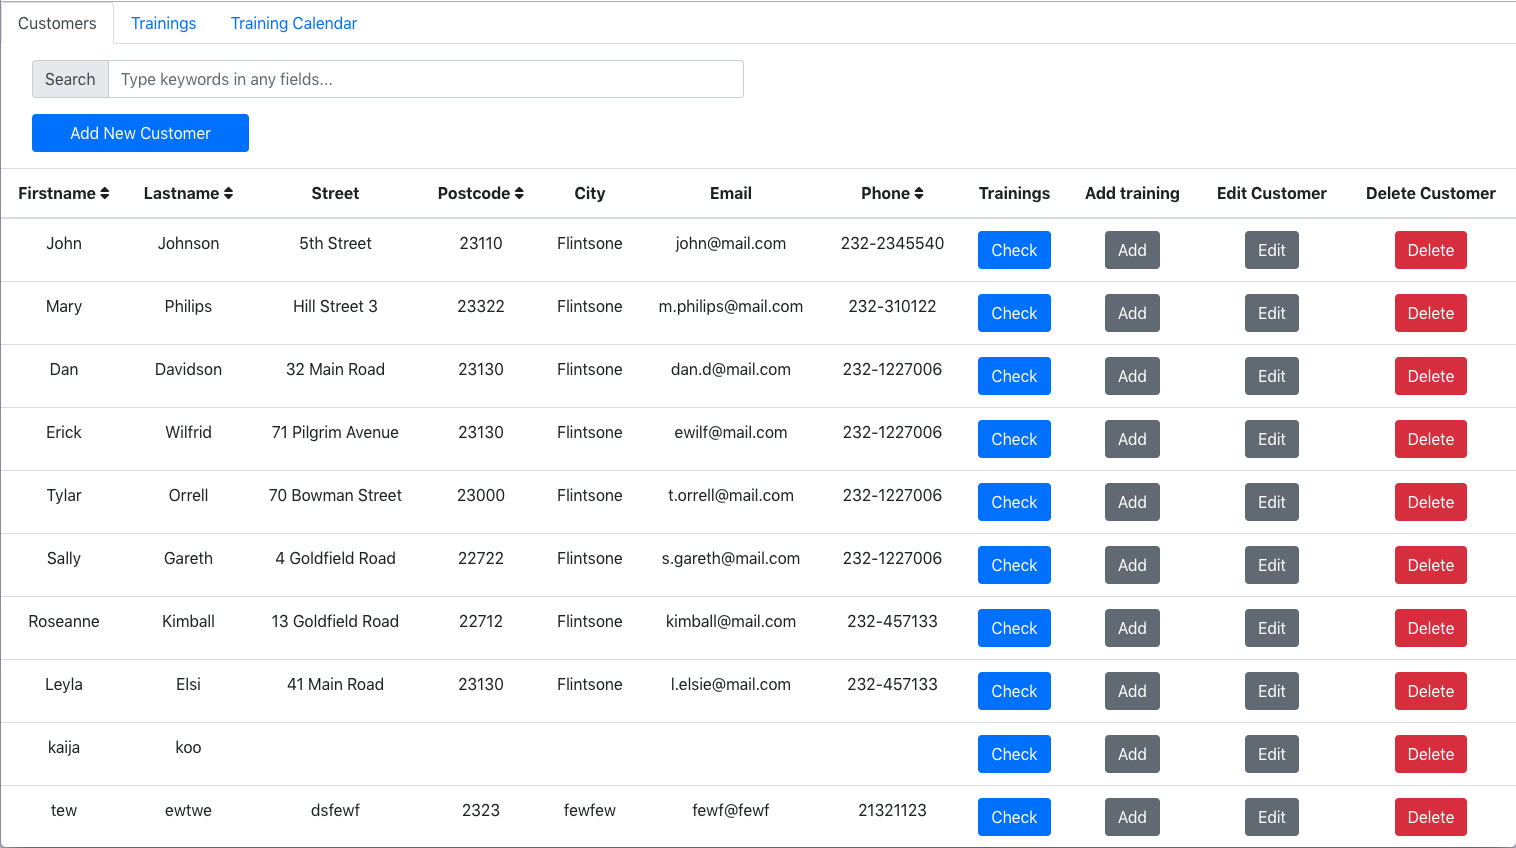 Customers Trainings Training Calendar
Search Type keywords in any fields...
Add New Customer
Firstname Lastname Street Postcode City Email Phone Trainings Add training Edit Customer Delete Customer
John Johnson 5th Street 23110 Flintsone john@mail.com 232-2345540 Check Add Edit Delete
Mary Philips Hill Street 3 23322 Flintsone m.philips@mail.com 232-310122 Check Add Edit Delete
Dan Davidson 32 Main Road 23130 Flintsone dan.d@mail.com 232-1227006 Check Add Edit Delete
Erick Wilfrid 71 Pilgrim Avenue 23130 Flintsone ewilf@mail.com 232-1227006 Check Add Edit Delete
Tylar Orrell 70 Bowman Street 23000 Flintsone t.orrell@mail.com 232-1227006 Check Add Edit Delete
Sally Gareth 4 Goldfield Road 22722 Flintsone s.gareth@mail.com 232-1227006 Check Add Edit Delete
Roseanne Kimball 13 Goldfield Road 22712 Flintsone kimball@mail.com 232-457133 Check Add Edit Delete
Leyla Elsi 41 Main Road 23130 Flintsone l.elsie@mail.com 232-457133 Check Add Edit Delete
kaija koo Check Add Edit Delete
tew ewtwe dsfewf 2323 fewfew fewf@fewf 21321123 Check Add Edit Delete